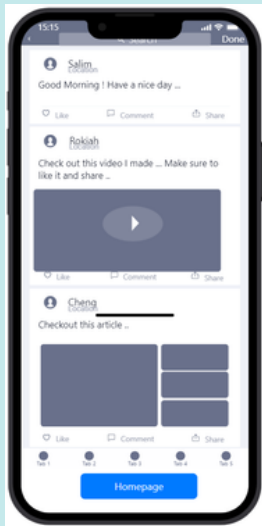 15:15
Search
Done
Salim
Location
Good Morning ! Have a nice day ...
Like Comment Share
Rokiah
Location
Check out this video I made ... Make sure to
like it and share ..
Like Comment Share
Cheng
Location
Checkout this article ..
Like Comment Share
Tab 1 Tab 2 Tab 3 Tab 4 Tab 5
Homepage